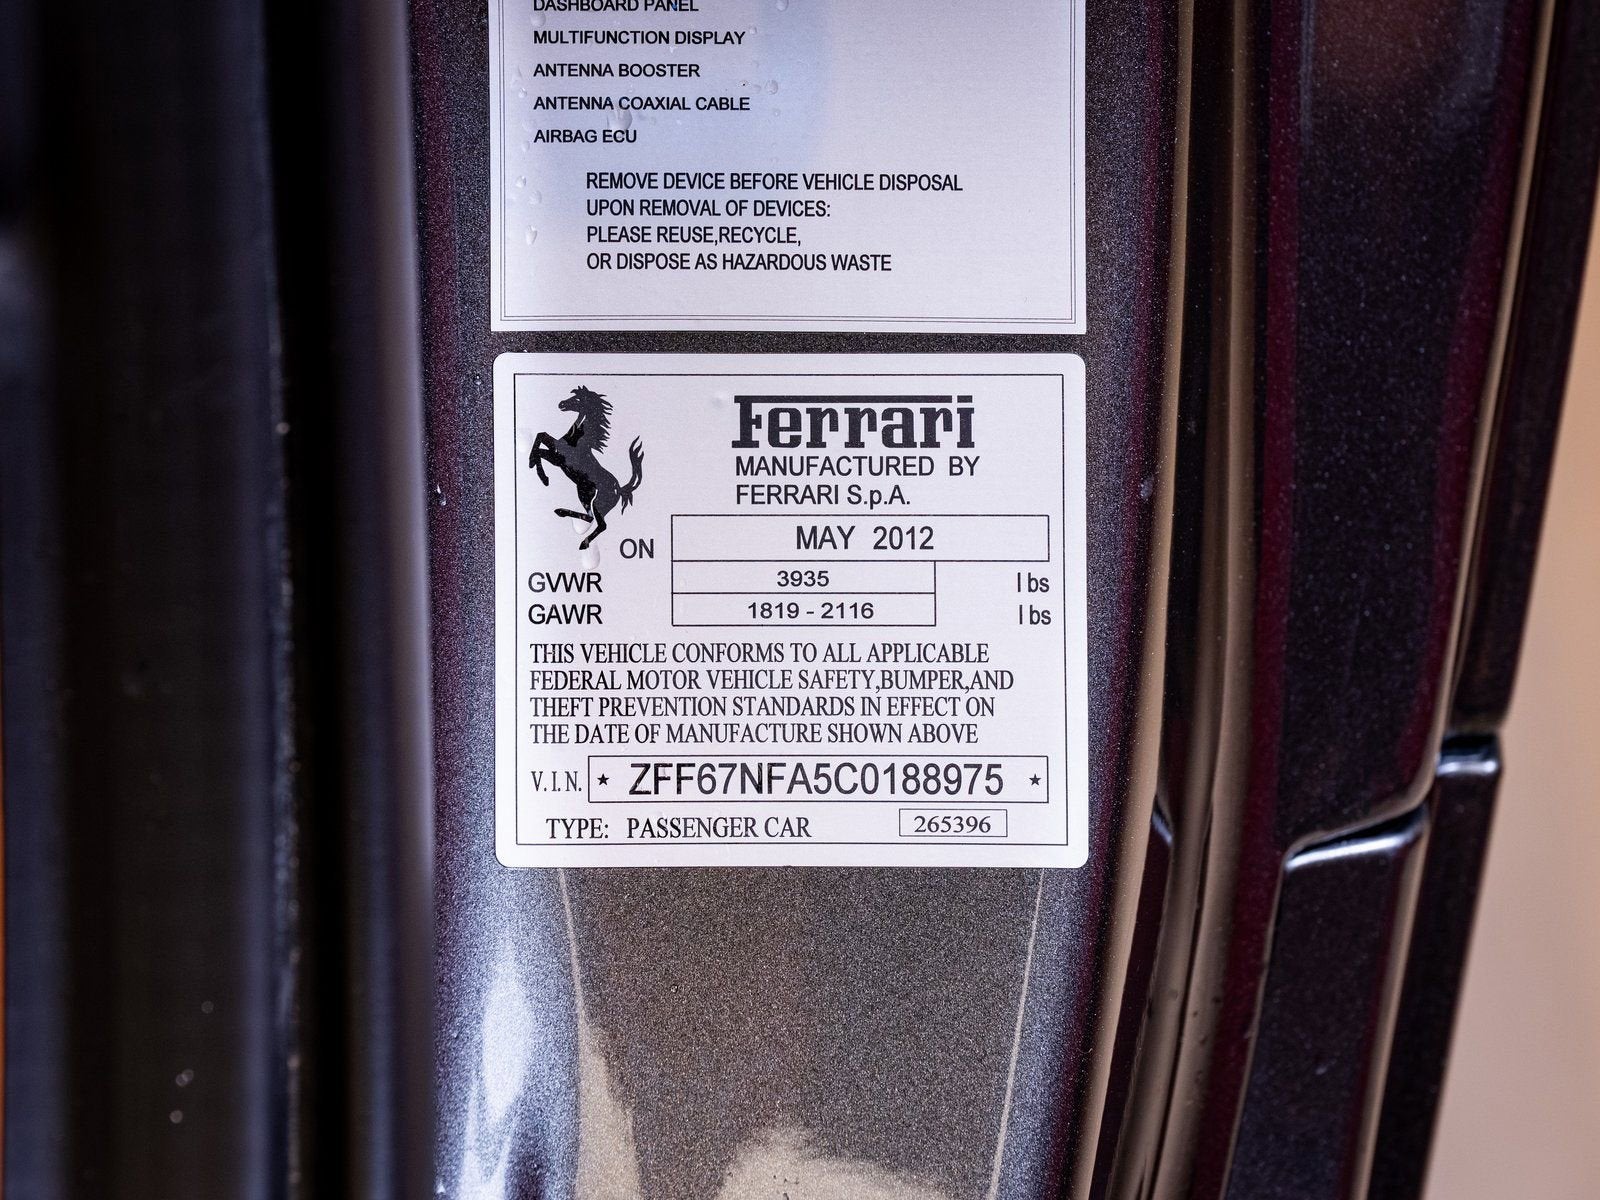 DASHBOARD PANEL
MULTIFUNCTION DISPLAY
ANTENNA BOOSTER
ANTENNA COAXIAL CABLE
AIRBAG ECU
REMOVE DEVICE BEFORE VEHICLE DISPOSAL
UPON REMOVAL OF DEVICES:
PLEASE REUSE,RECYCLE,
OR DISPOSE AS HAZARDOUS WASTE
Ferrari
MANUFACTURED BY
FERRARI S.p.A.
ON MAY 2012
GVWR 3935 lbs
GAWR 1819 - 2116 lbs
THIS VEHICLE CONFORMS TO ALL APPLICABLE
FEDERAL MOTOR VEHICLE SAFETY,BUMPER,AND
THEFT PREVENTION STANDARDS IN EFFECT ON
THE DATE OF MANUFACTURE SHOWN ABOVE
V.I.N. ★ ZFF67NFA5C0188975 ★
TYPE: PASSENGER CAR 265396